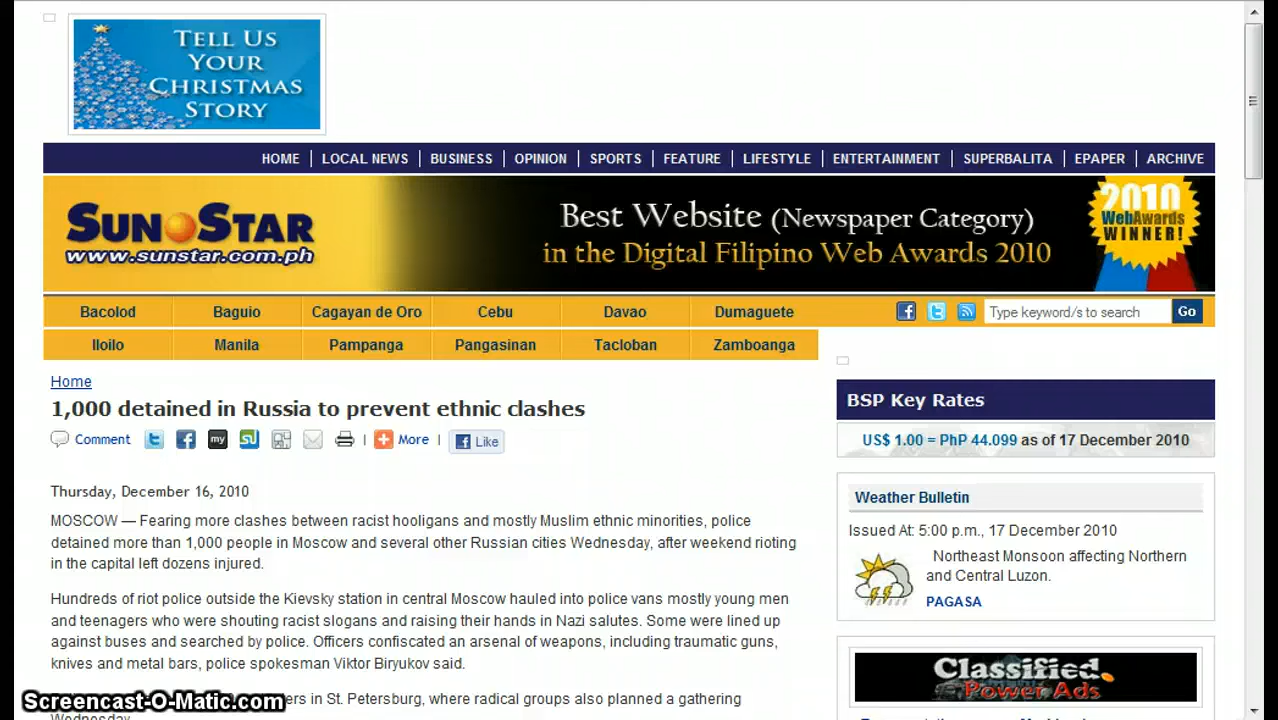 TELL US
YOUR
CHRISTMAS
STORY
HOME LOCAL NEWS BUSINESS OPINION SPORTS FEATURE LIFESTYLE ENTERTAINMENT SUPERBALITA EPAPER ARCHIVE
SUN STAR
www.sunstar.com.ph
Best Website (Newspaper Category)
in the Digital Filipino Web Awards 2010
2010
WebAwards
WINNER!
Bacolod Baguio Cagayan de Oro Cebu Davao Dumaguete
Type keyword/s to search Go
Iloilo Manila Pampanga Pangasinan Tacloban Zamboanga
Home
1,000 detained in Russia to prevent ethnic clashes
Comment my More Like
Thursday, December 16, 2010
MOSCOW — Fearing more clashes between racist hooligans and mostly Muslim ethnic minorities, police
detained more than 1,000 people in Moscow and several other Russian cities Wednesday, after weekend rioting
in the capital left dozens injured.
Hundreds of riot police outside the Kievsky station in central Moscow hauled into police vans mostly young men
and teenagers who were shouting racist slogans and raising their hands in Nazi salutes. Some were lined up
against buses and searched by police. Officers confiscated an arsenal of weapons, including traumatic guns,
knives and metal bars, police spokesman Viktor Biryukov said.
in St. Petersburg, where radical groups also planned a gathering
Wednesday
BSP Key Rates
US$ 1.00 = PhP 44.099 as of 17 December 2010
Weather Bulletin
Issued At: 5:00 p.m., 17 December 2010
Northeast Monsoon affecting Northern
and Central Luzon.
PAGASA
Classified
Power Ads
Screencast-O-Matic.com